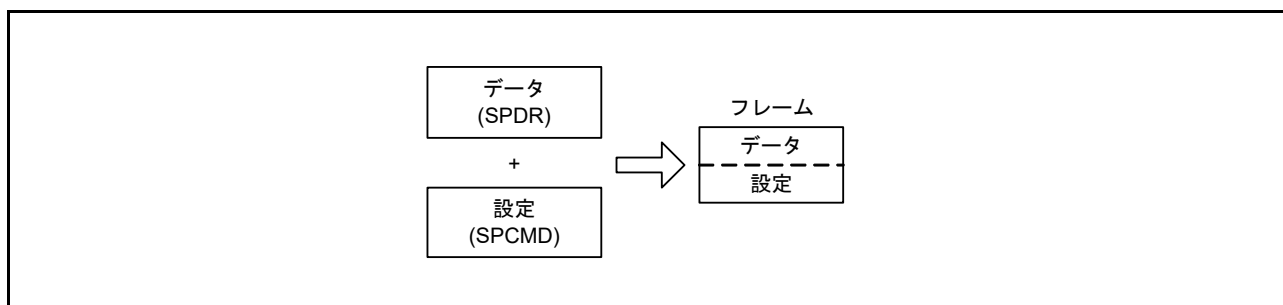 データ
(SPDR)
+
設定
(SPCMD)
フレーム
データ
設定